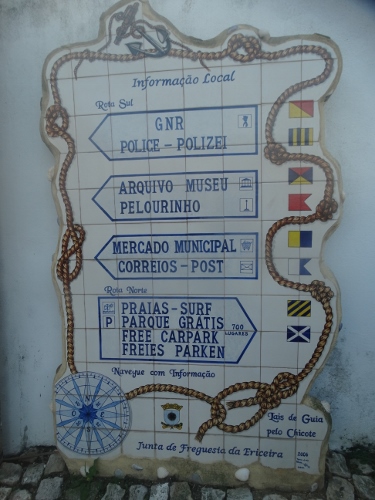 Informação Local
Rota Sul
GNR
POLICE - POLIZEI
ARQUIVO MUSEU
PELOURINHO
MERCADO MUNICIPAL
CORREIOS - POST
Rota Norte
PRAIAS - SURF
P PARQUE GRATIS 700
FREE CARPARK LUGARES
FREIES PARKEN
Navegue com Informação
Lais de Guia
pelo Chicote
Junta de Freguesia da Ericeira